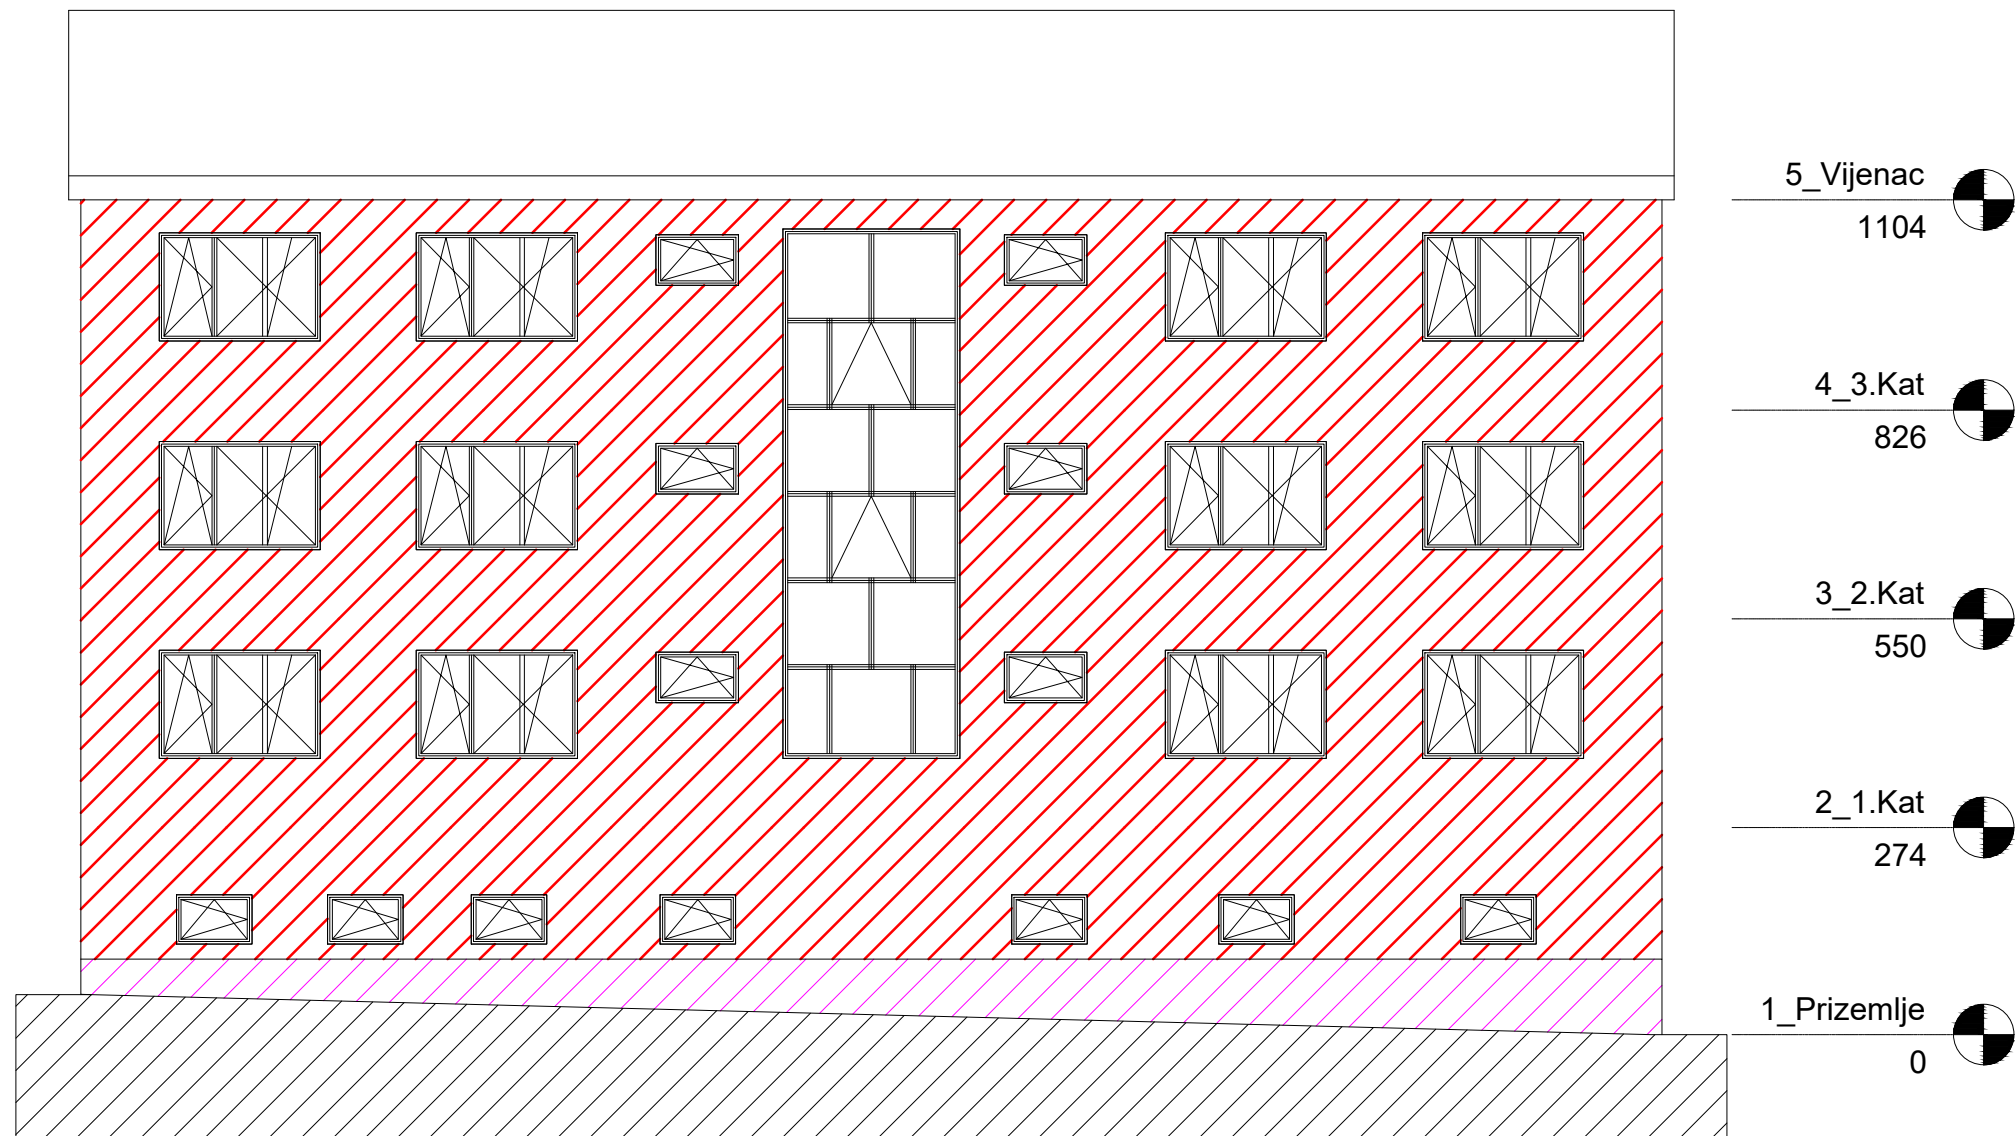 5_Vijenac
1104
4_3.Kat
826
3_2.Kat
550
2_1.Kat
274
1_Prizemlje
0